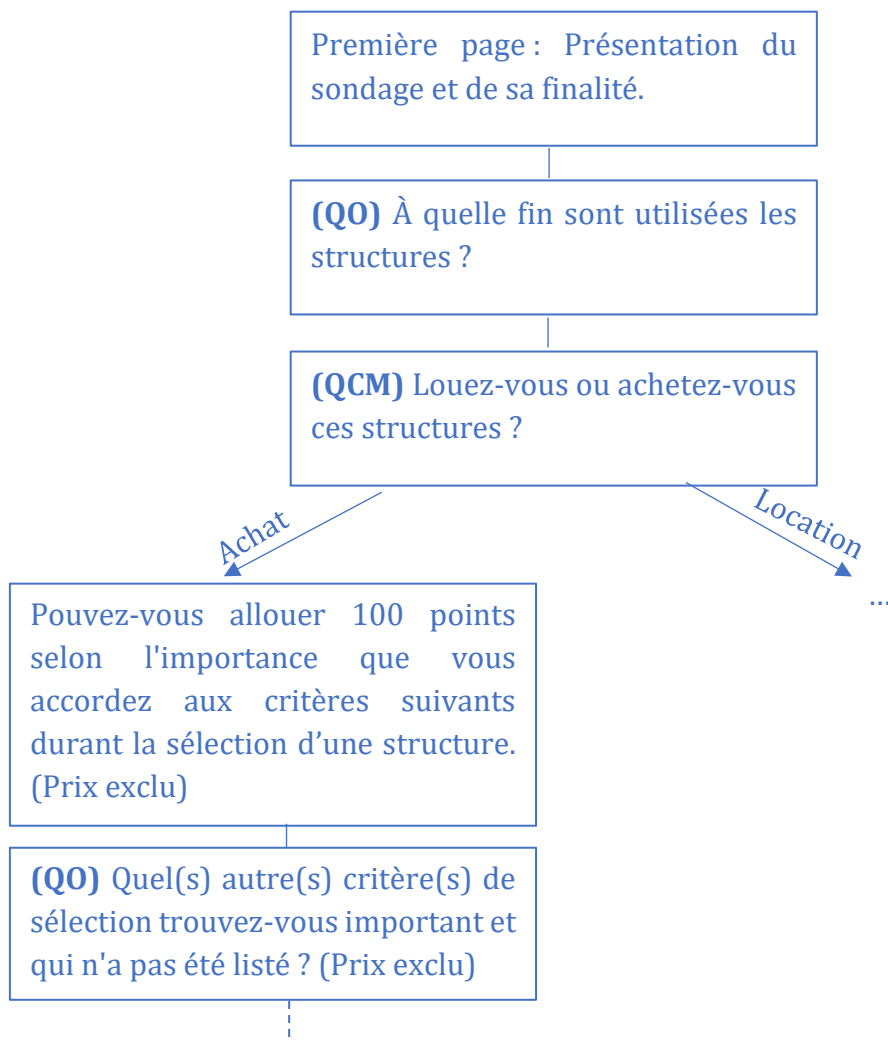 Première page : Présentation du
sondage et de sa finalité.
(QO) À quelle fin sont utilisées les
structures ?
(QCM) Louez-vous ou achetez-vous
ces structures ?
Achat
Location
Pouvez-vous allouer 100 points
selon l'importance que vous
accordez aux critères suivants
durant la sélection d’une structure.
(Prix exclu)
...
(QO) Quel(s) autre(s) critère(s) de
sélection trouvez-vous important et
qui n'a pas été listé ? (Prix exclu)